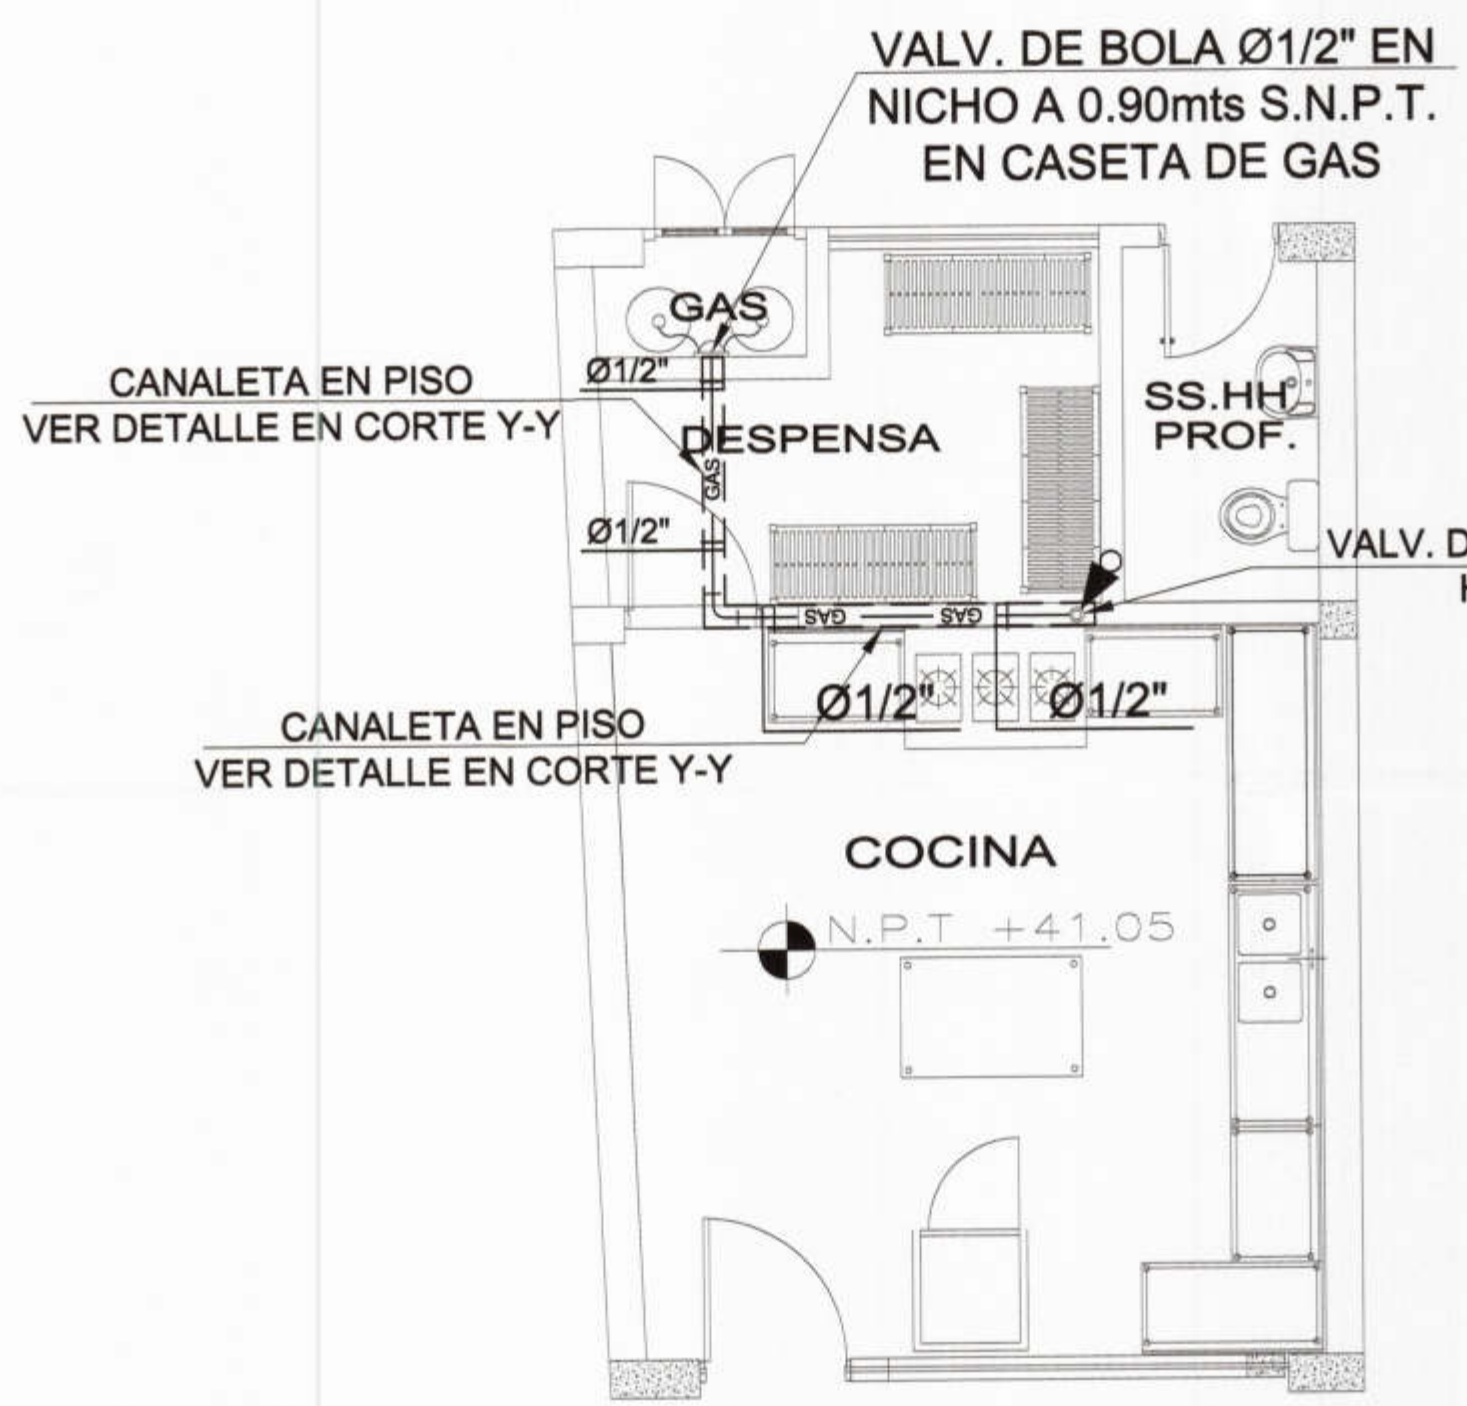 VALV. DE BOLA Ø1/2" EN
NICHO A 0.90mts S.N.P.T.
EN CASETA DE GAS
GAS
Ø1/2"
CANALETA EN PISO
VER DETALLE EN CORTE Y-Y
DESPENSA
SS.HH
PROF.
GAS
Ø1/2"
VALV. D
GAS
GAS
Ø1/2"
Ø1/2"
CANALETA EN PISO
VER DETALLE EN CORTE Y-Y
COCINA
N.P.T +41.05